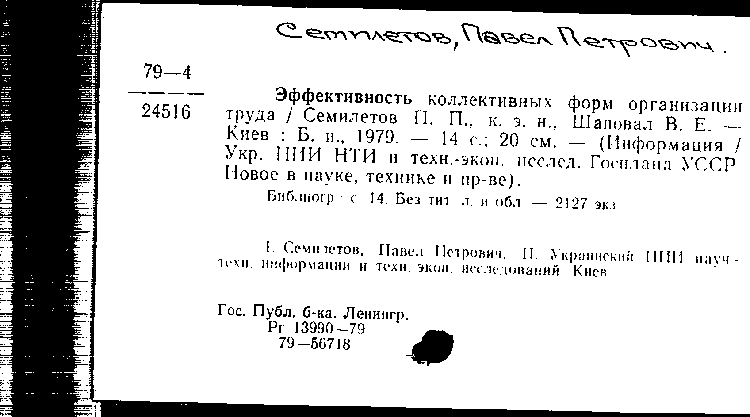 Семилетов, Павел Петрович.
79—4
24516
Эффективность коллективных форм организации
труда / Семилетов П. П., к. э. н., Шаповал В. Е. —
Киев : Б. и., 1979. — 14 с.; 20 см. — (Информация /
Укр. НИИ НТИ и техн.-экон. исслед. Госплана УССР
Новое в науке, технике и пр-ве).
Библиогр с 14. Без тит л. и обл — 2127 экз
I. Семилетов, Павел Петрович. II. Украинский НИИ науч-
техн. информации и техн. экон. исследований Киев
Гос. Публ. б-ка. Ленингр.
Рг 13990—79
79—56718